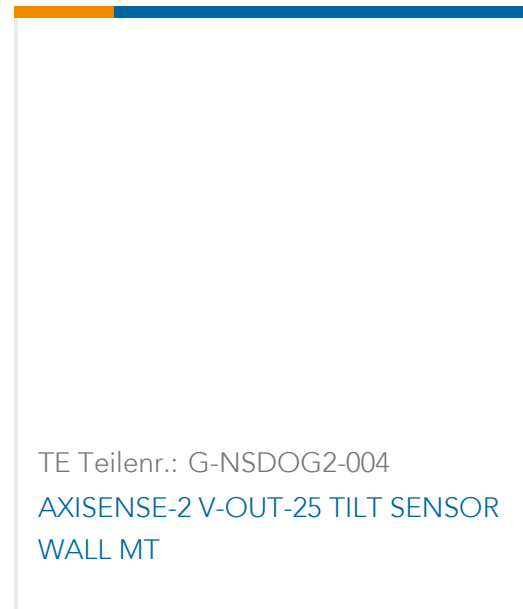 TE Teilenr.: G-NSDOG2-004
AXISENSE-2 V-OUT-25 TILT SENSOR
WALL MT